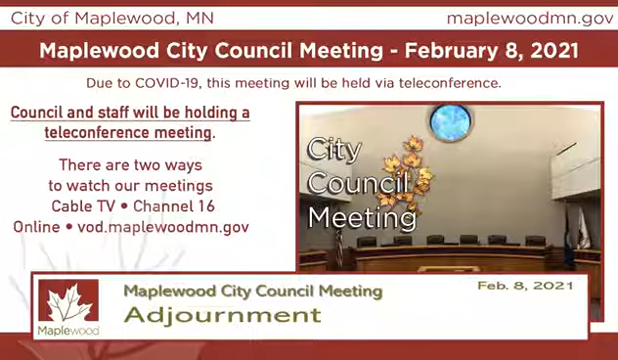 City of Maplewood, MN
maplewoodmn.gov
Maplewood City Council Meeting - February 8, 2021
Due to COVID-19, this meeting will be held via teleconference.
Council and staff will be holding a
teleconference meeting.
There are two ways
to watch our meetings
Cable TV • Channel 16
Online • vod.maplewoodmn.gov
City
Council
Meeting
Maplewood City Council Meeting
Feb. 8, 2021
Adjournment
Maplewood